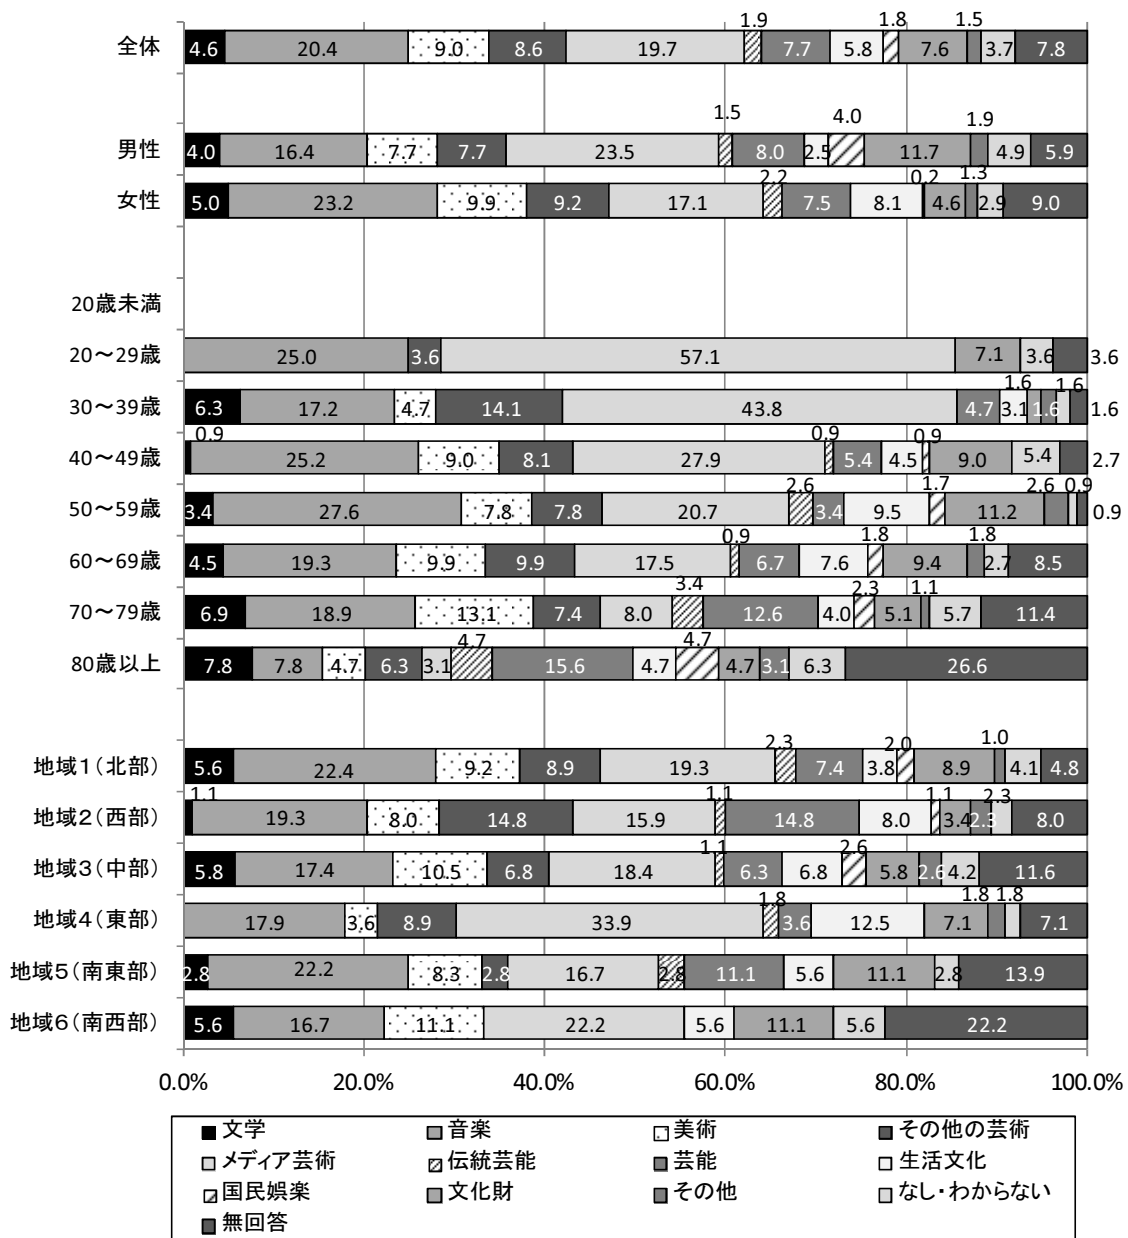 1.9 1.8 1.5
全体 4.6 20.4 9.0 8.6 19.7 7.7 5.8 7.6 3.7 7.8
1.5 4.0 1.9
男性 4.0 16.4 7.7 7.7 23.5 8.0 2.5 11.7 4.9 5.9
2.2 0.2 1.3
女性 5.0 23.2 9.9 9.2 17.1 7.5 8.1 4.6 2.9 9.0
20歳未満
20～29歳 25.0 3.6 57.1 7.1 3.6 3.6
1.6 1.6
30～39歳 6.3 17.2 4.7 14.1 43.8 4.7 3.1 1.6 1.6
0.9 0.9 0.9
40～49歳 25.2 9.0 8.1 27.9 5.4 4.5 9.0 5.4 2.7
2.6 1.7 2.6 0.9
50～59歳 3.4 27.6 7.8 7.8 20.7 3.4 9.5 11.2 0.9
0.9 1.8 1.8
60～69歳 4.5 19.3 9.9 9.9 17.5 6.7 7.6 9.4 2.7 8.5
3.4 2.3 1.1
70～79歳 6.9 18.9 13.1 7.4 8.0 12.6 4.0 5.1 5.7 11.4
4.7 4.7
80歳以上 7.8 7.8 4.7 6.3 3.1 15.6 4.7 4.7 3.1 6.3 26.6
2.3 2.0 1.0
地域1（北部） 5.6 22.4 9.2 8.9 19.3 7.4 3.8 8.9 4.1 4.8
1.1 1.1 1.1 2.3
地域2（西部） 19.3 8.0 14.8 15.9 14.8 8.0 3.4 2.3 8.0
1.1 2.6
地域3（中部） 5.8 17.4 10.5 6.8 18.4 6.3 6.8 5.8 2.6 4.2 11.6
1.8 1.8 1.8
地域4（東部） 17.9 3.6 8.9 33.9 3.6 12.5 7.1 7.1
地域5（南東部） 2.8 22.2 8.3 2.8 16.7 2.8 11.1 5.6 11.1 2.8 13.9
地域6（南西部） 5.6 16.7 11.1 22.2 5.6 11.1 5.6 22.2
0.0% 20.0% 40.0% 60.0% 80.0% 100.0%
文学 音楽 美術 その他の芸術
メディア芸術 伝統芸能 芸能 生活文化
国民娯楽 文化財 その他 なし・わからない
無回答